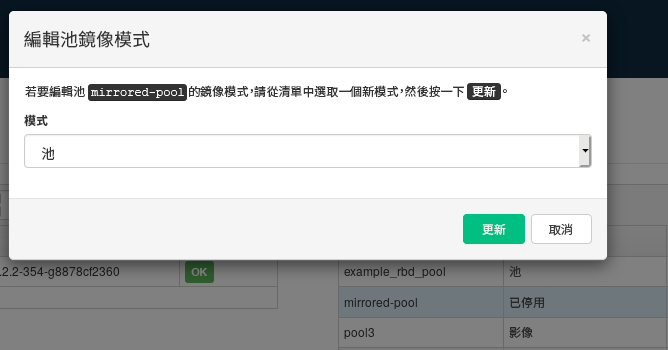 編輯池鏡像模式
×
若要編輯池 mirrored-pool 的鏡像模式，請從清單中選取一個新模式，然後按一下 更新 。
模式
池
更新 取消
.2.2-354-g8878cf2360 OK
example_rbd_pool 池
mirrored-pool 已停用
pool3 影像